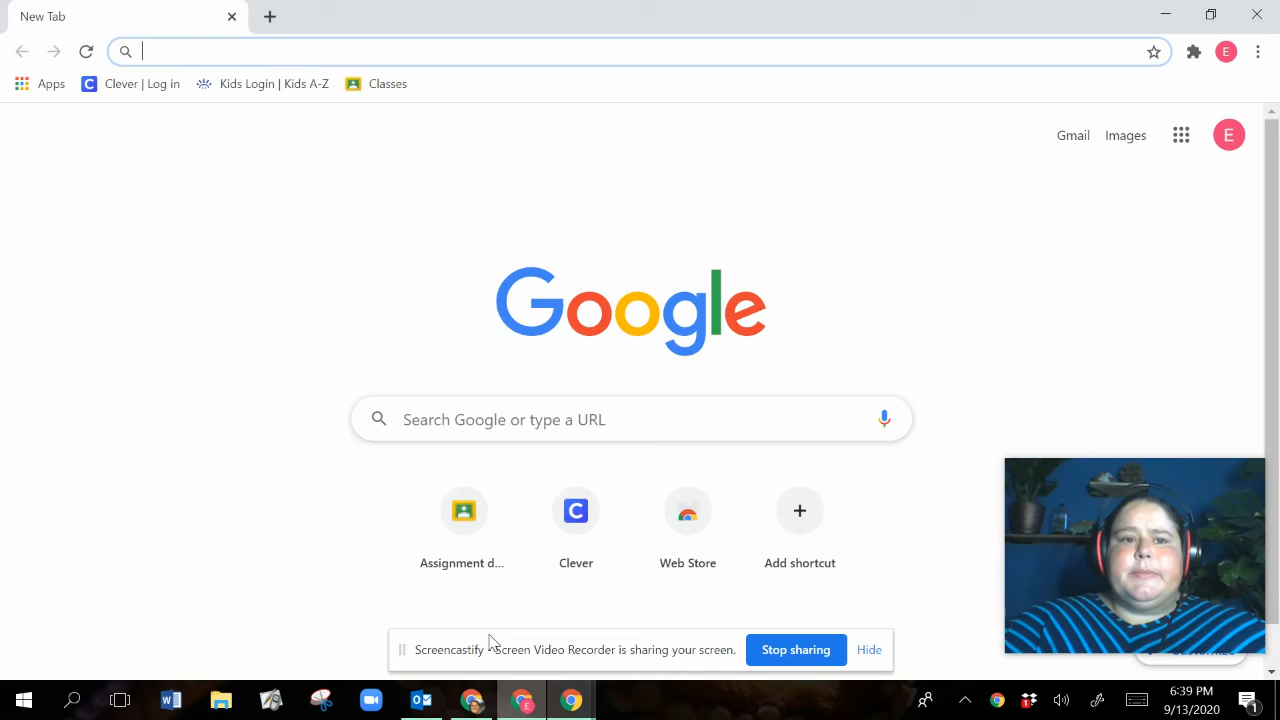 New Tab
Apps
Clever | Log in
Kids Login | Kids A-Z
Classes
E
Gmail
Images
E
Google
Search Google or type a URL
Assignment d...
Clever
Web Store
Add shortcut
Screencastify - Screen Video Recorder is sharing your screen.
Stop sharing
Hide
6:39 PM
9/13/2020